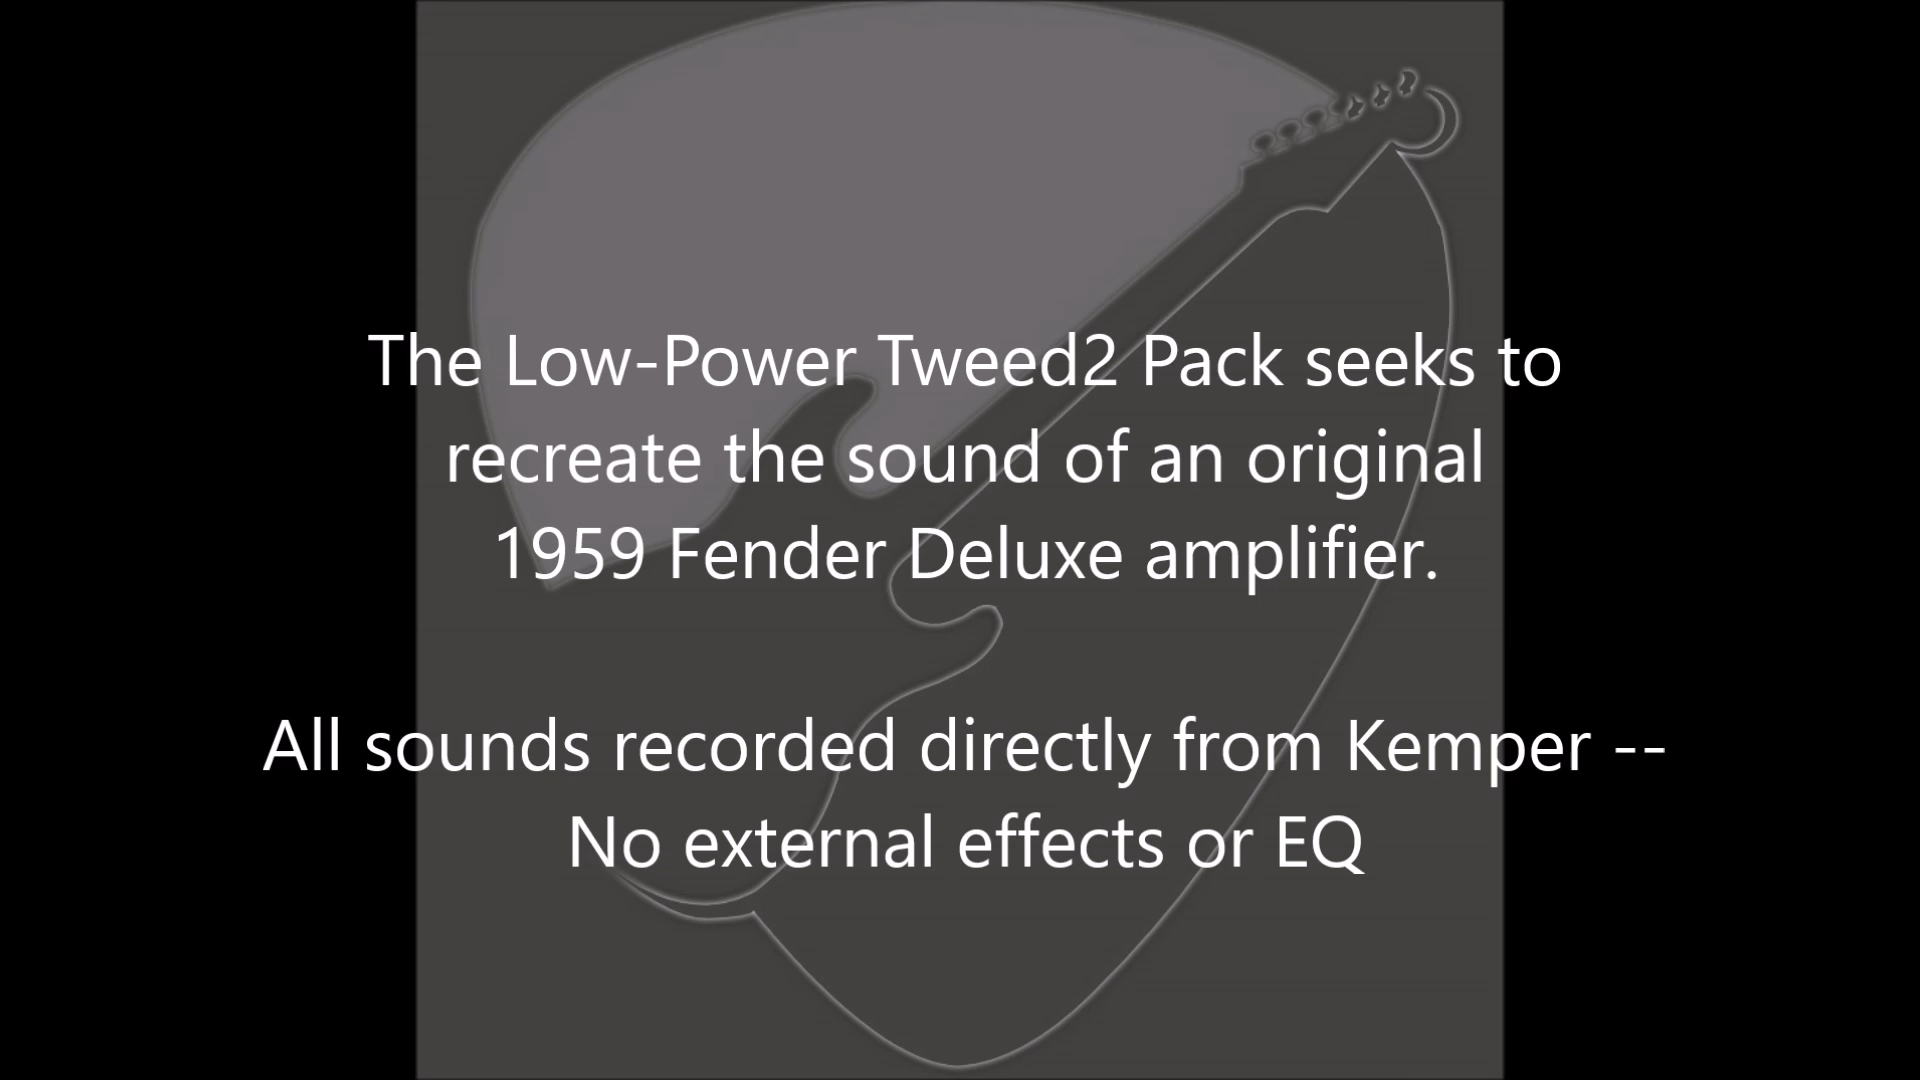 The Low-Power Tweed2 Pack seeks to
recreate the sound of an original
1959 Fender Deluxe amplifier.
All sounds recorded directly from Kemper --
No external effects or EQ